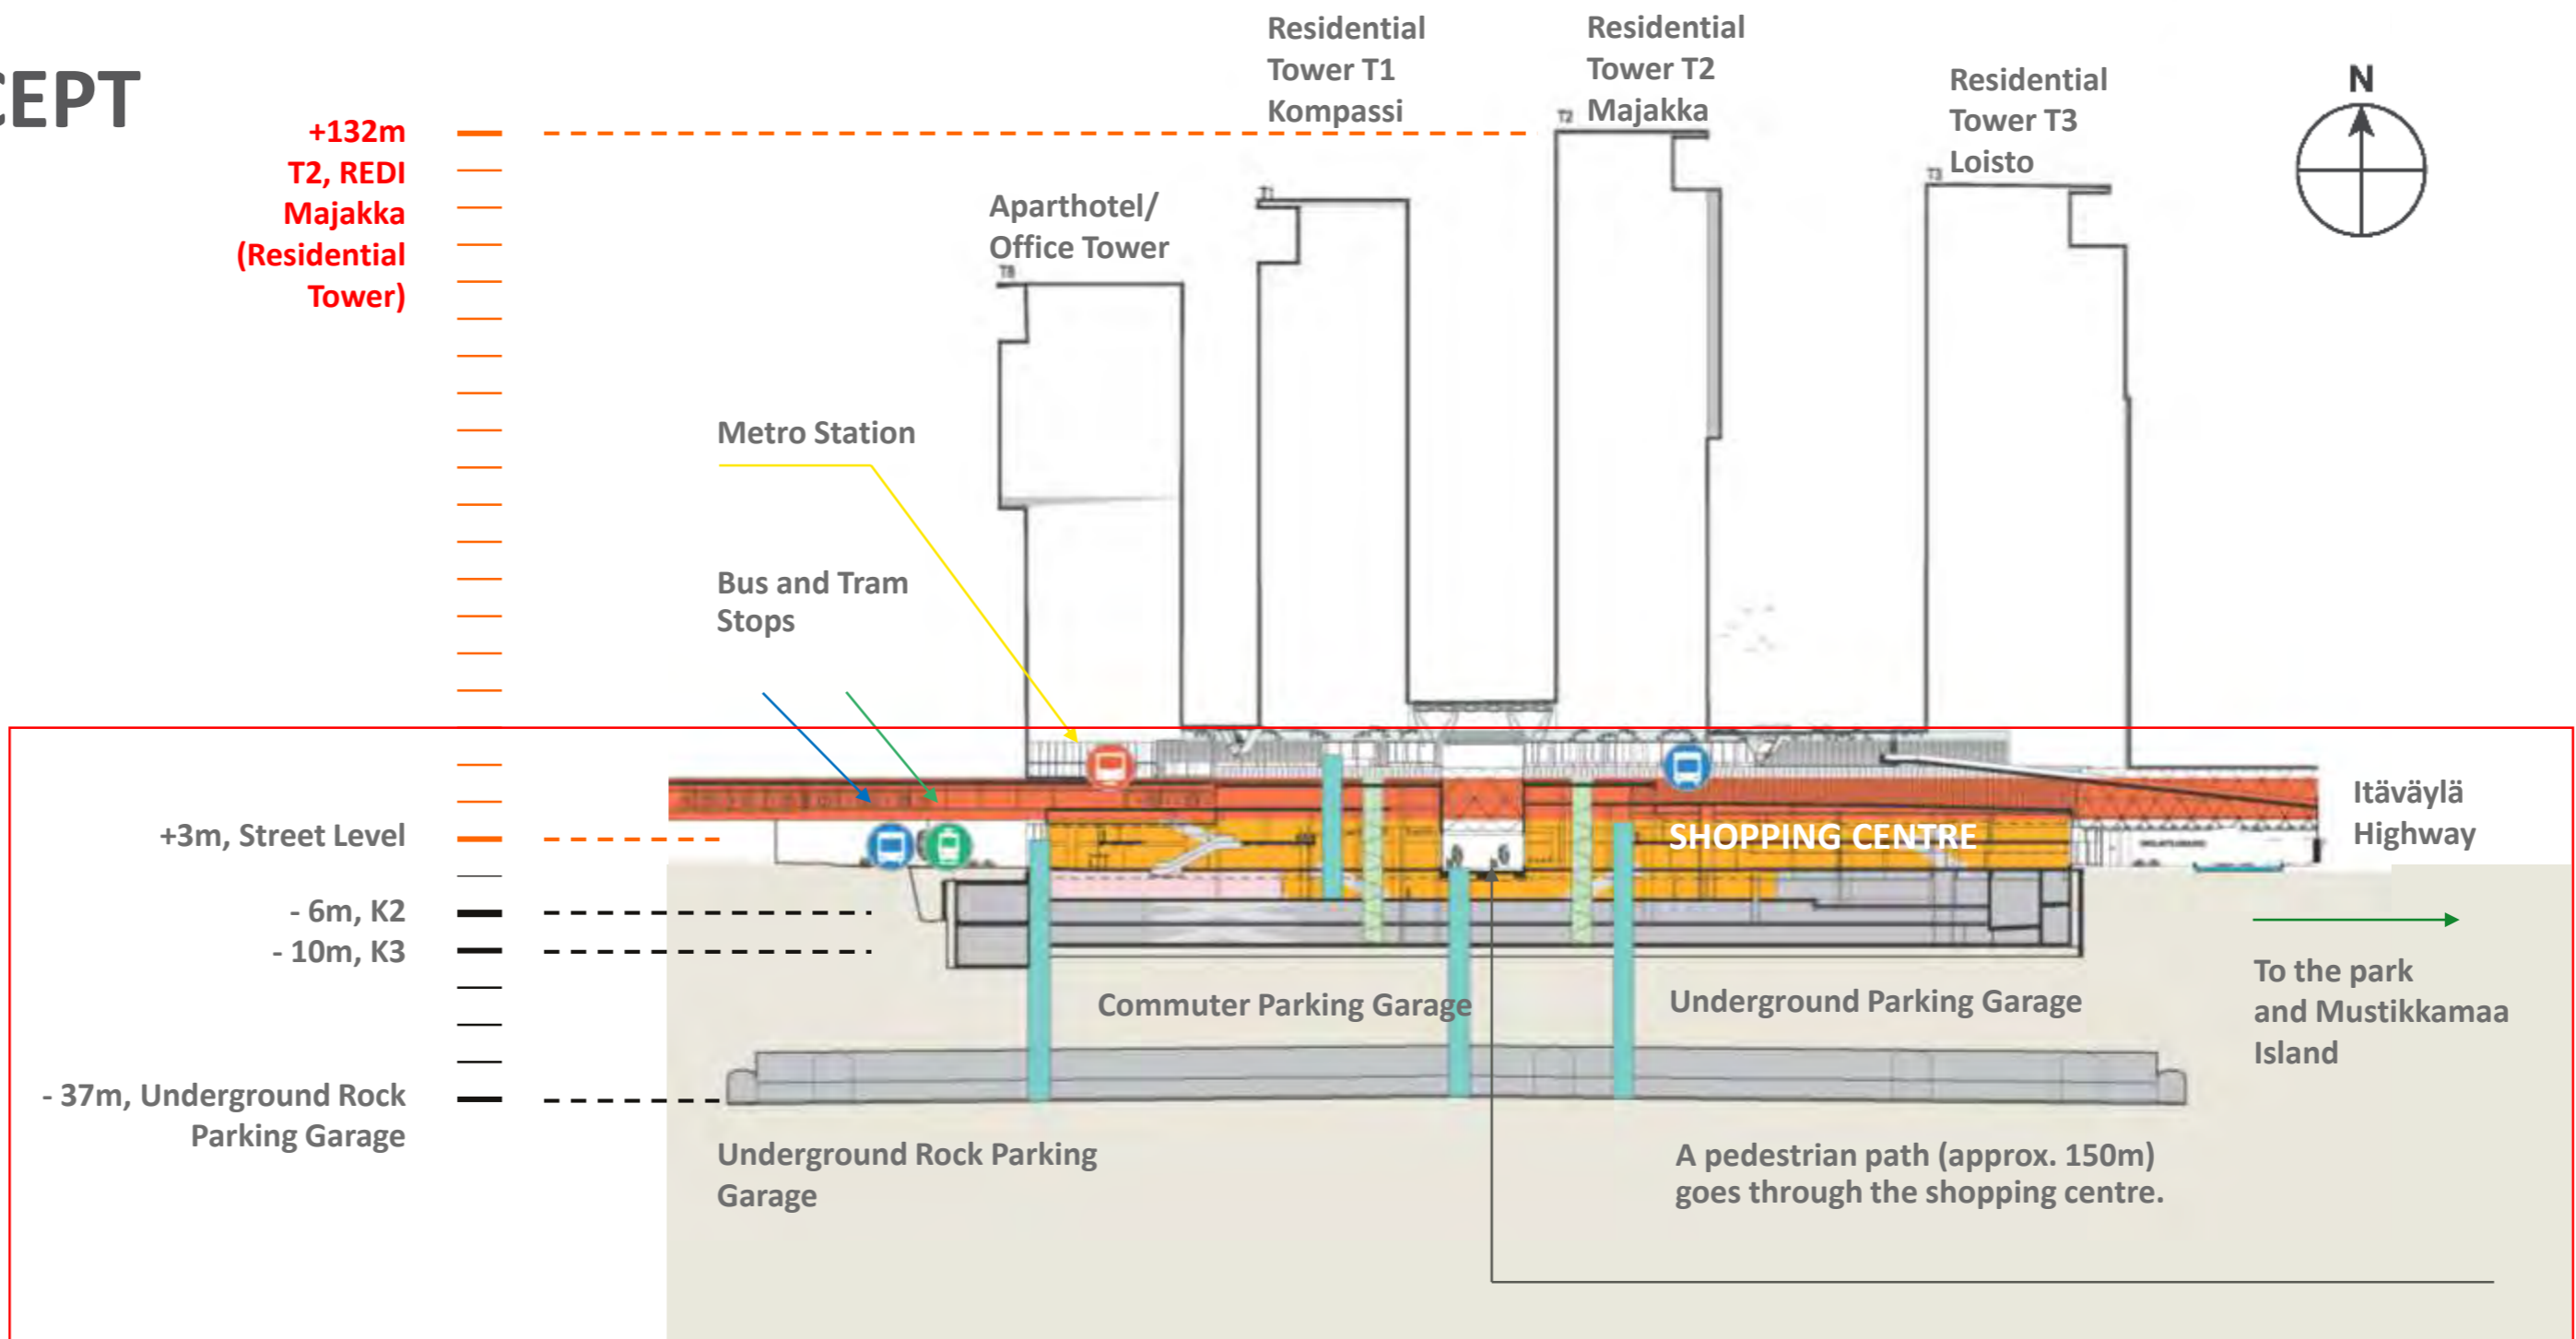 CEPT
+132m
T2, REDI
Majakka
(Residential
Tower)
Residential
Tower T1
Kompassi
Residential
Tower T2
Majakka
Residential
Tower T3
Loisto
N
Aparthotel/
Office Tower
T1
T2
T3
Metro Station
Bus and Tram
Stops
+3m, Street Level
- 6m, K2
- 10m, K3
- 37m, Underground Rock
Parking Garage
SHOPPING CENTRE
Itäväylä
Highway
Commuter Parking Garage
Underground Parking Garage
To the park
and Mustikkamaa
Island
Underground Rock Parking
Garage
A pedestrian path (approx. 150m)
goes through the shopping centre.